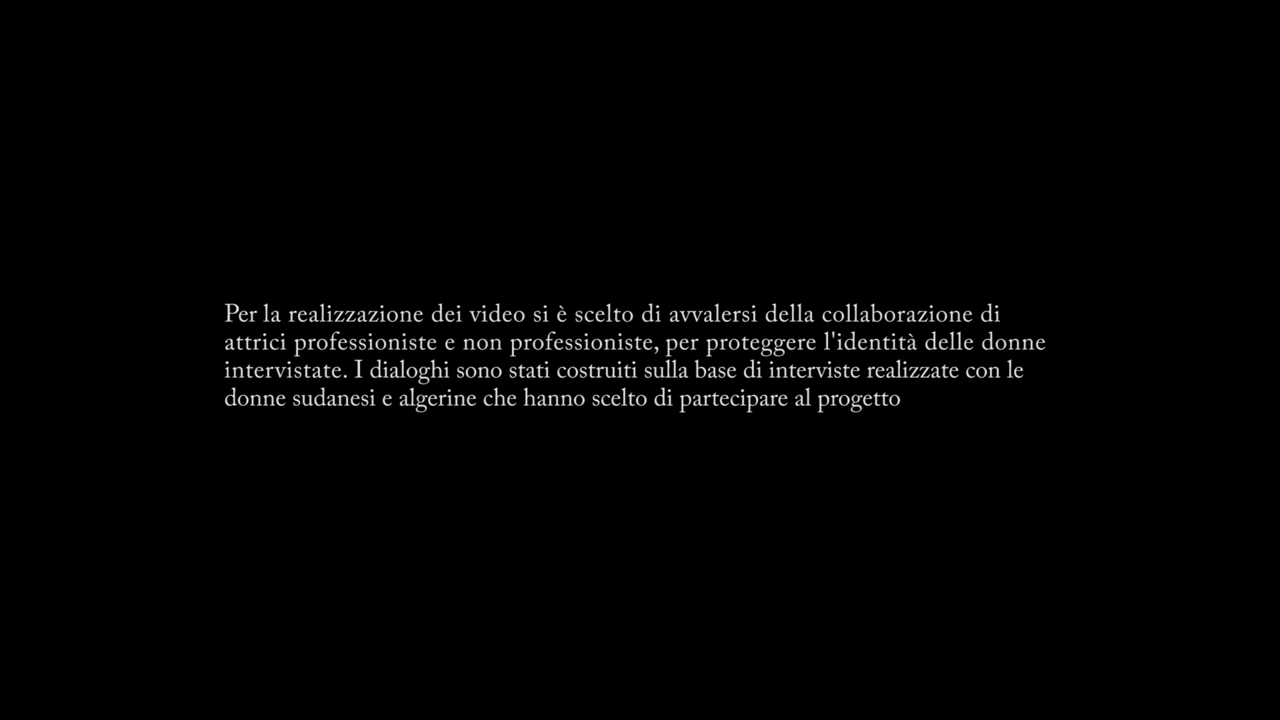 Per la realizzazione dei video si è scelto di avvalersi della collaborazione di
attrici professioniste e non professioniste, per proteggere l'identità delle donne
intervistate. I dialoghi sono stati costruiti sulla base di interviste realizzate con le
donne sudanesi e algerine che hanno scelto di partecipare al progetto